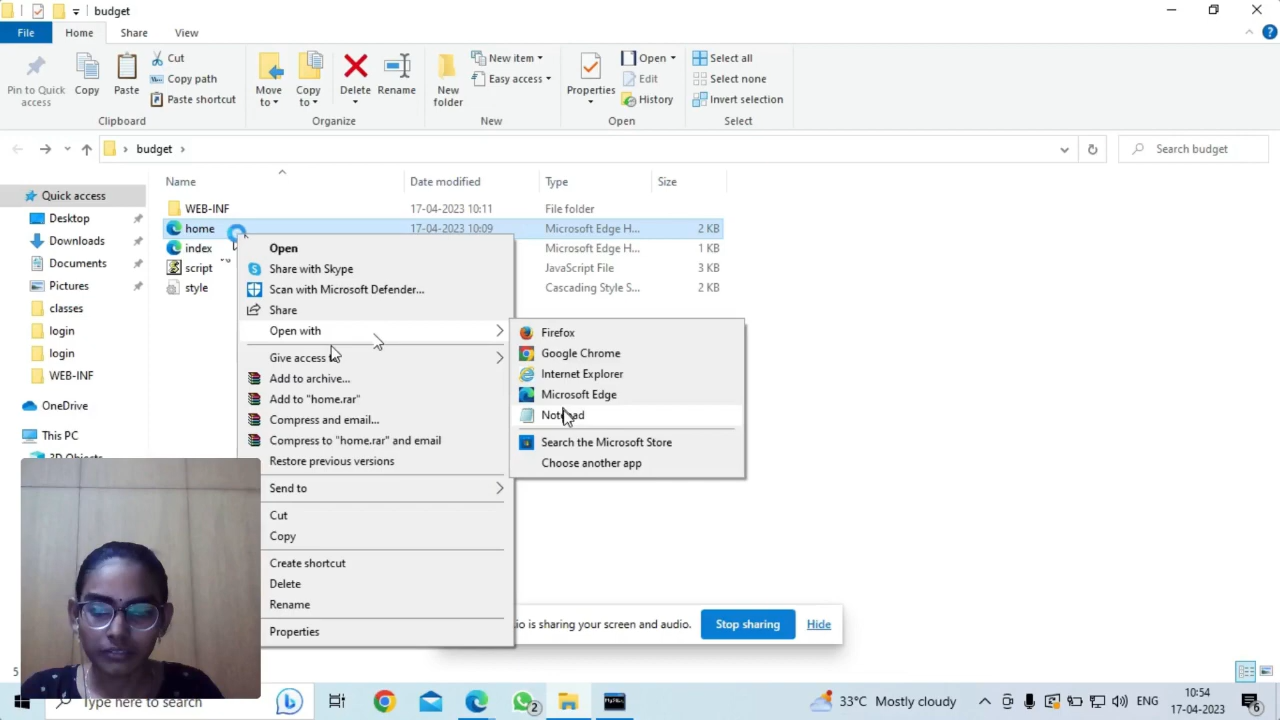 budget
File
Home
Share
View
Pin to Quick access
Copy
Paste
Cut
Copy path
Paste shortcut
Clipboard
Move to
Copy to
Delete
Rename
Organize
New folder
New item
Easy access
New
Properties
Open
Edit
History
Open
Select all
Select none
Invert selection
Select
budget
Search budget
Name
Date modified
Type
Size
Quick access
WEB-INF
17-04-2023 10:11
File folder
Desktop
home
17-04-2023 10:09
Microsoft Edge H...
2 KB
Downloads
index
Microsoft Edge H...
1 KB
Documents
script
JavaScript File
3 KB
Pictures
style
Cascading Style S...
2 KB
classes
login
login
WEB-INF
OneDrive
This PC
Open
Share with Skype
Scan with Microsoft Defender...
Share
Open with
Give access
Add to archive...
Add to "home.rar"
Compress and email...
Compress to "home.rar" and email
Restore previous versions
Send to
Cut
Copy
Create shortcut
Delete
Rename
Properties
Firefox
Google Chrome
Internet Explorer
Microsoft Edge
Notepad
Search the Microsoft Store
Choose another app
is sharing your screen and audio.
Stop sharing
Hide
5
here to search
2
33°C Mostly cloudy
ENG
10:54
17-04-2023
6